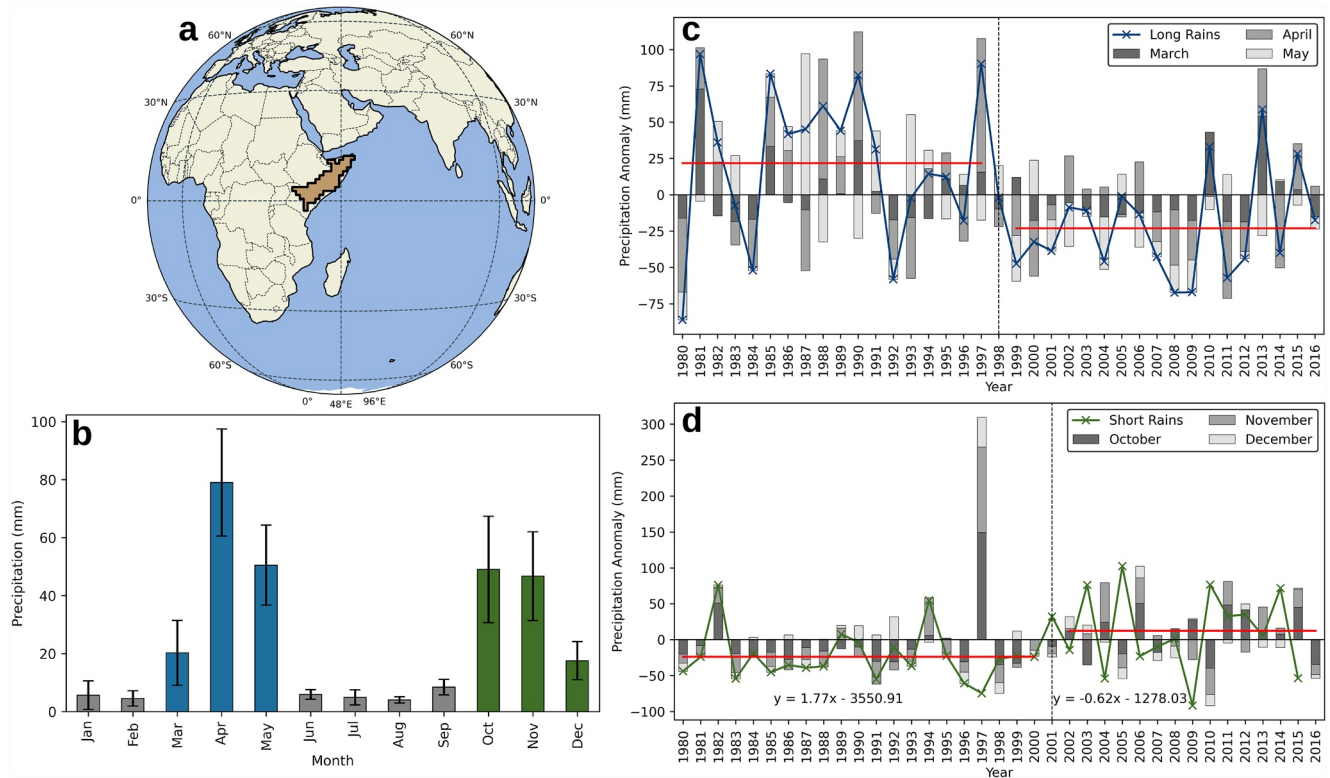 a
60°N
60°N
30°N
30°N
0°
0°
30°S
30°S
60°S
60°S
0°
48°E
96°E
b
Precipitation (mm)
100
80
60
40
20
0
Jan
Feb
Mar
Apr
May
Jun
Jul
Aug
Sep
Oct
Nov
Dec
Month
c
Long Rains
March
April
May
Precipitation Anomaly (mm)
100
75
50
25
0
−25
−50
−75
1980
1981
1982
1983
1984
1985
1986
1987
1988
1989
1990
1991
1992
1993
1994
1995
1996
1997
1998
1999
2000
2001
2002
2003
2004
2005
2006
2007
2008
2009
2010
2011
2012
2013
2014
2015
2016
Year
d
Short Rains
October
November
December
Precipitation Anomaly (mm)
300
250
200
150
100
50
0
−50
−100
y = 1.77x - 3550.91
y = -0.62x - 1278.03
1980
1981
1982
1983
1984
1985
1986
1987
1988
1989
1990
1991
1992
1993
1994
1995
1996
1997
1998
1999
2000
2001
2002
2003
2004
2005
2006
2007
2008
2009
2010
2011
2012
2013
2014
2015
2016
Year